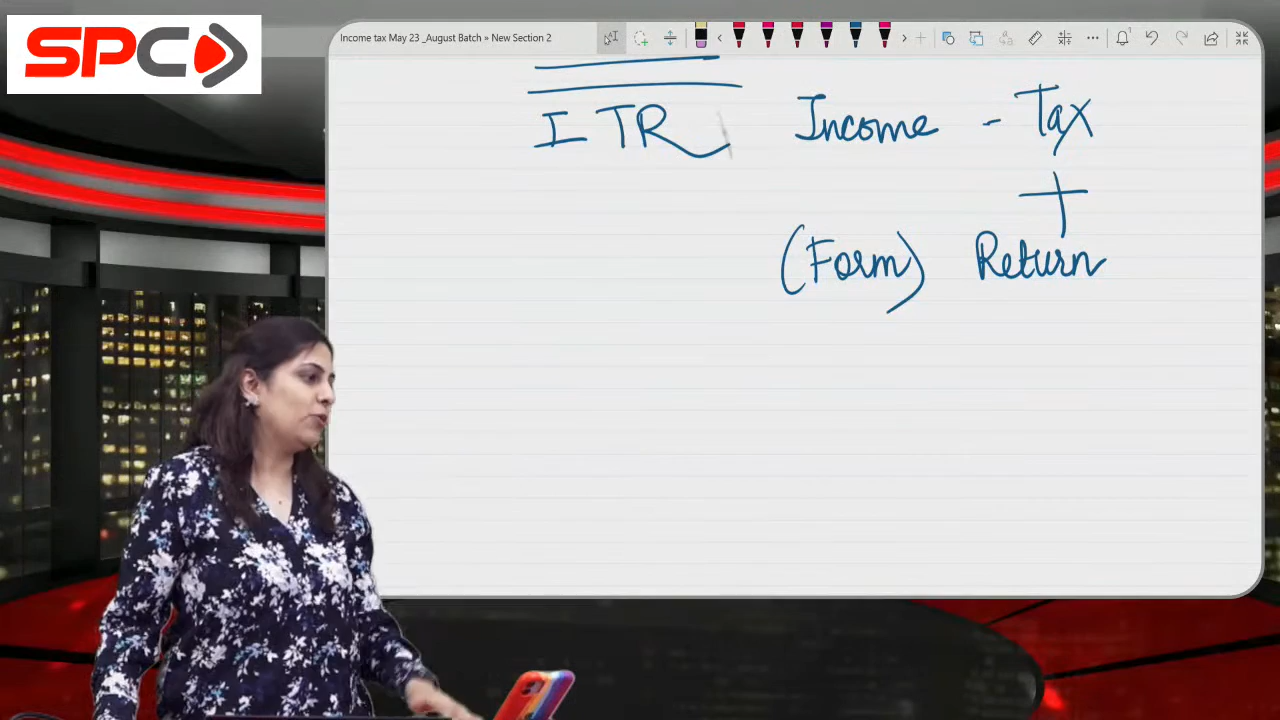 SPC
Income tax May 23 _August Batch » New Section 2
ITR Income - Tax
+
(Form) Return